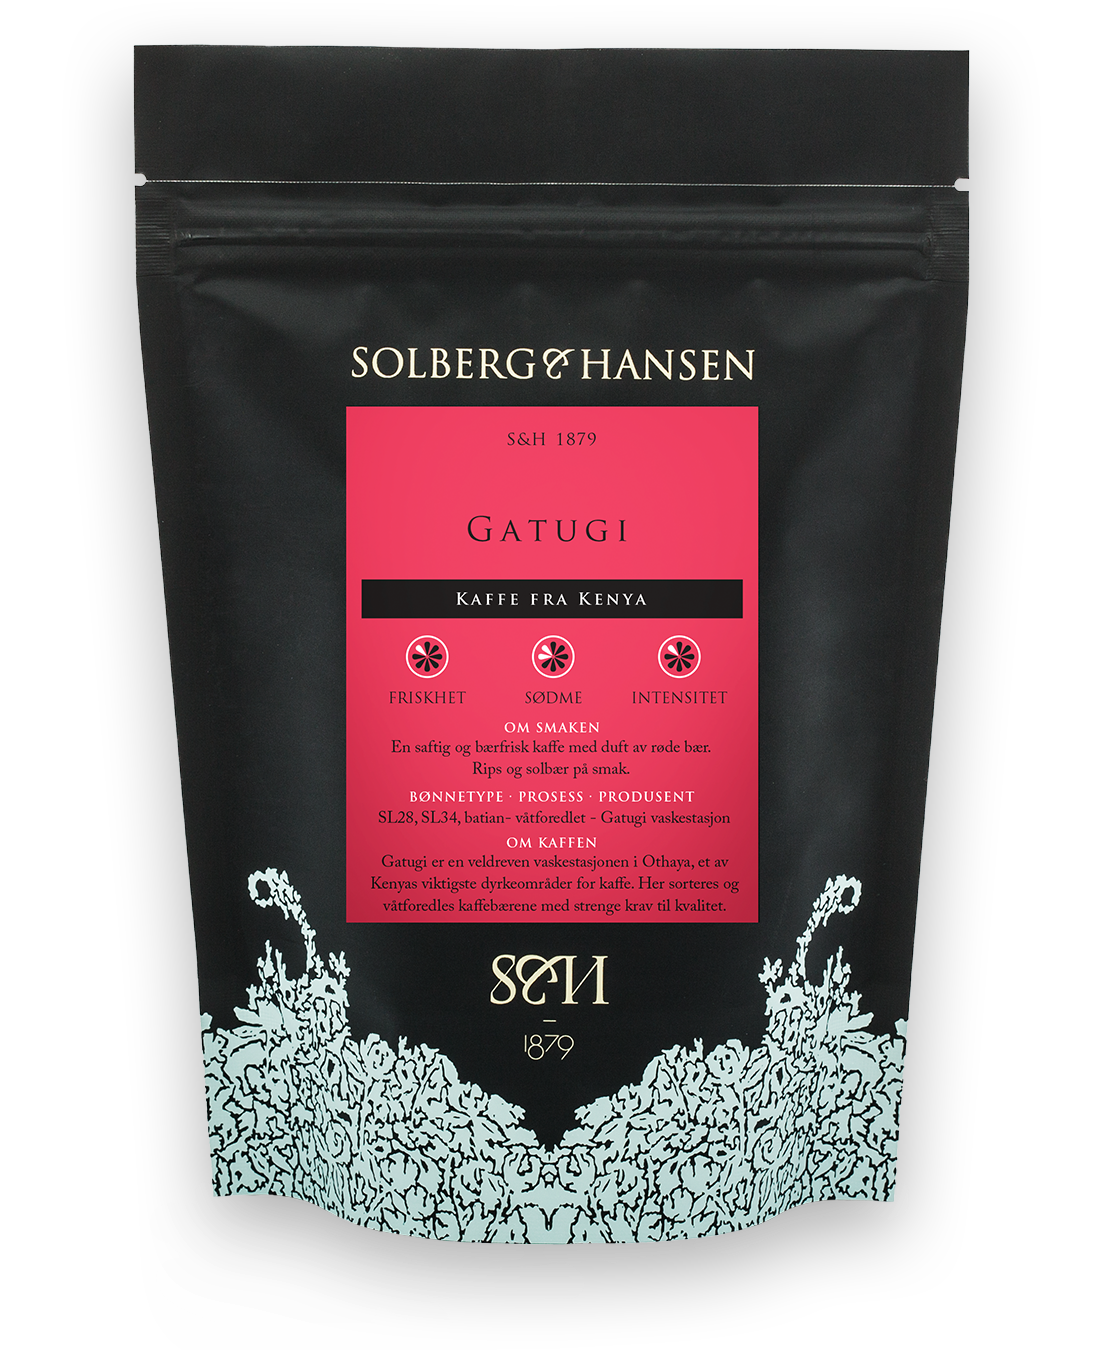 SOLBERG & HANSEN
S&H 1879
GATUGI
KAFFE FRA KENYA
FRISKHET SØDME INTENSITET
OM SMAKEN
En saftig og bærfrisk kaffe med duft av røde bær.
Rips og solbær på smak.
BØNNETYPE · PROSESS · PRODUSENT
SL28, SL34, batian- våtforedlet - Gatugi vaskestasjon
OM KAFFEN
Gatugi er en veldreven vaskestasjonen i Othaya, et av
Kenyas viktigste dyrkeområder for kaffe. Her sorteres og
våtforedles kaffebærene med strenge krav til kvalitet.
S&H
–
1879